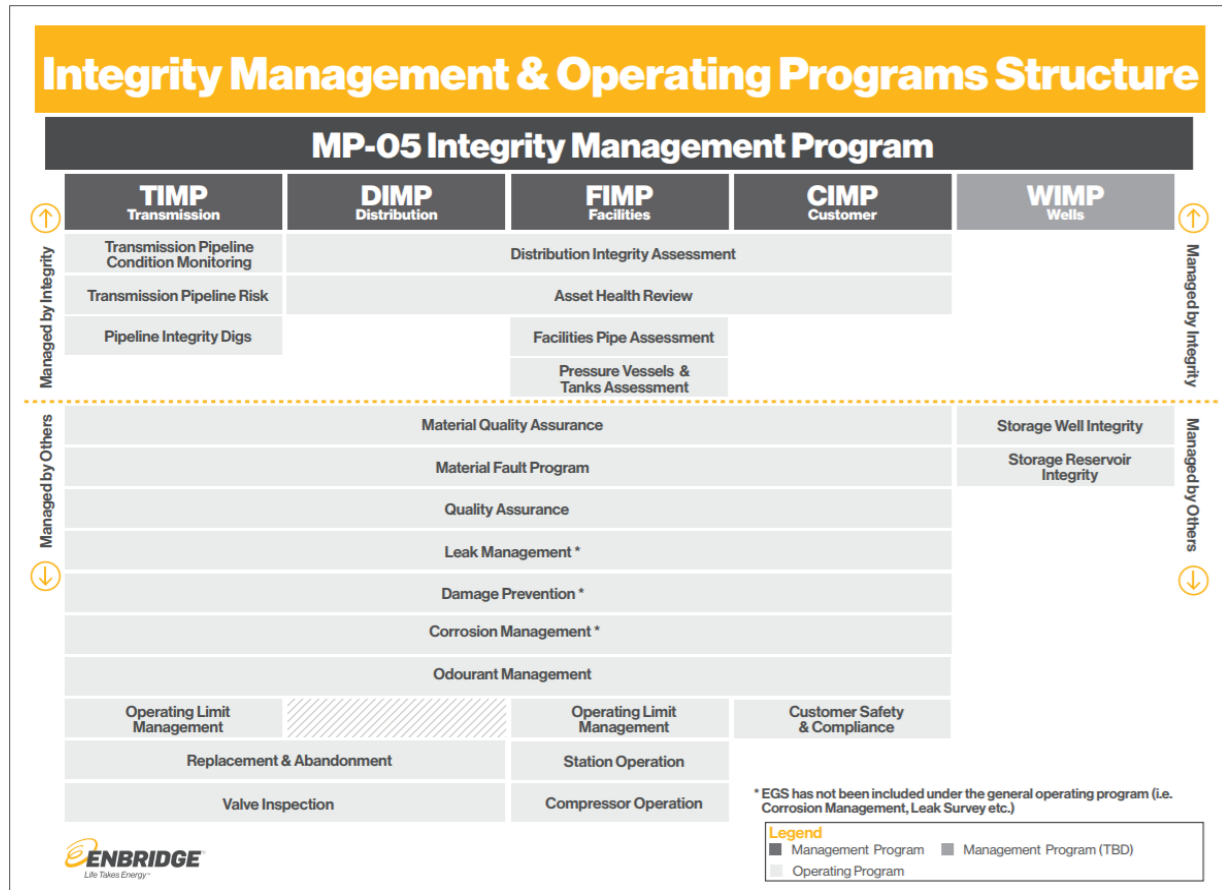 Integrity Management & Operating Programs Structure
MP-05 Integrity Management Program
TIMP
Transmission
DIMP
Distribution
FIMP
Facilities
CIMP
Customer
WIMP
Wells
Managed by Integrity
Managed by Integrity
Transmission Pipeline
Condition Monitoring
Distribution Integrity Assessment
Transmission Pipeline Risk
Asset Health Review
Pipeline Integrity Digs
Facilities Pipe Assessment
Pressure Vessels &
Tanks Assessment
Managed by Others
Managed by Others
Material Quality Assurance
Storage Well Integrity
Material Fault Program
Storage Reservoir
Integrity
Quality Assurance
Leak Management *
Damage Prevention *
Corrosion Management *
Odourant Management
Operating Limit
Management
Operating Limit
Management
Customer Safety
& Compliance
Replacement & Abandonment
Station Operation
Valve Inspection
Compressor Operation
* EGS has not been included under the general operating program (i.e.
Corrosion Management, Leak Survey etc.)
Legend
Management Program
Management Program (TBD)
Operating Program
ENBRIDGE
Life Takes Energy™